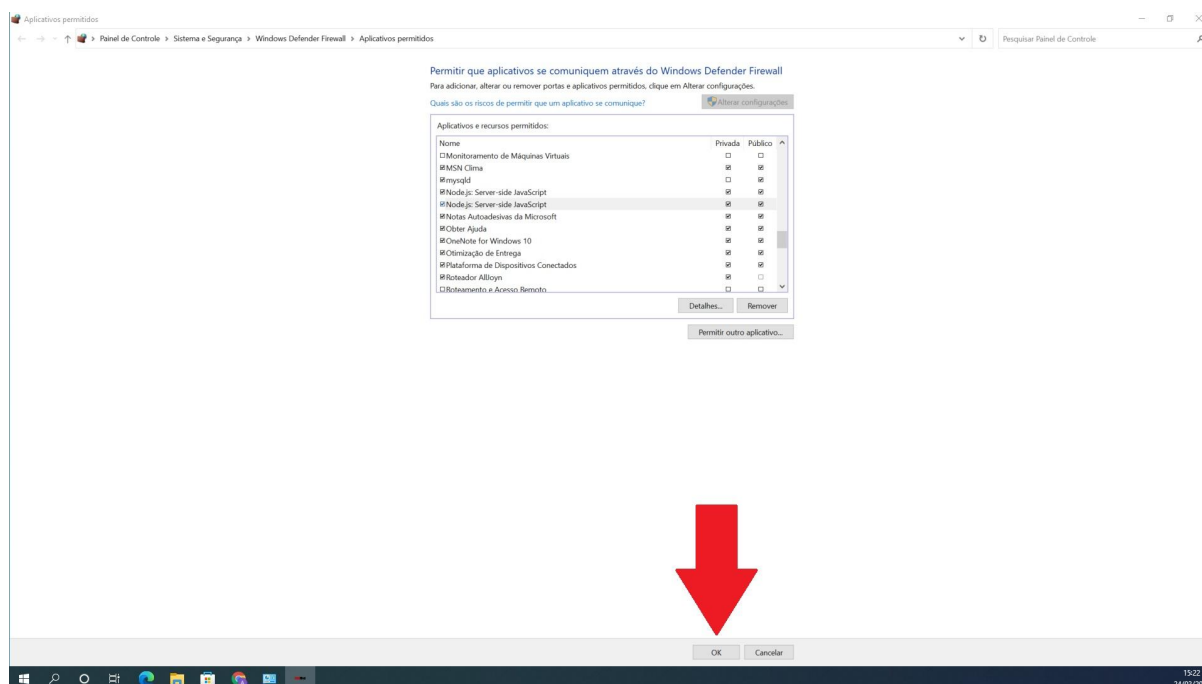 Aplicativos permitidos
Painel de Controle > Sistema e Segurança > Windows Defender Firewall > Aplicativos permitidos
Pesquisar Painel de Controle
Permitir que aplicativos se comuniquem através do Windows Defender Firewall
Para adicionar, alterar ou remover portas e aplicativos permitidos, clique em Alterar configurações.
Quais são os riscos de permitir que um aplicativo se comunique?
Alterar configurações
Aplicativos e recursos permitidos:
Nome Privada Público
Monitoramento de Máquinas Virtuais
MSN Clima
mysqld
Node.js: Server-side JavaScript
Node.js: Server-side JavaScript
Notas Autoadesivas da Microsoft
Obter Ajuda
OneNote for Windows 10
Otimização de Entrega
Plataforma de Dispositivos Conectados
Roteador AllJoyn
Roteamento e Acesso Remoto
Detalhes... Remover
Permitir outro aplicativo...
OK Cancelar
15:22